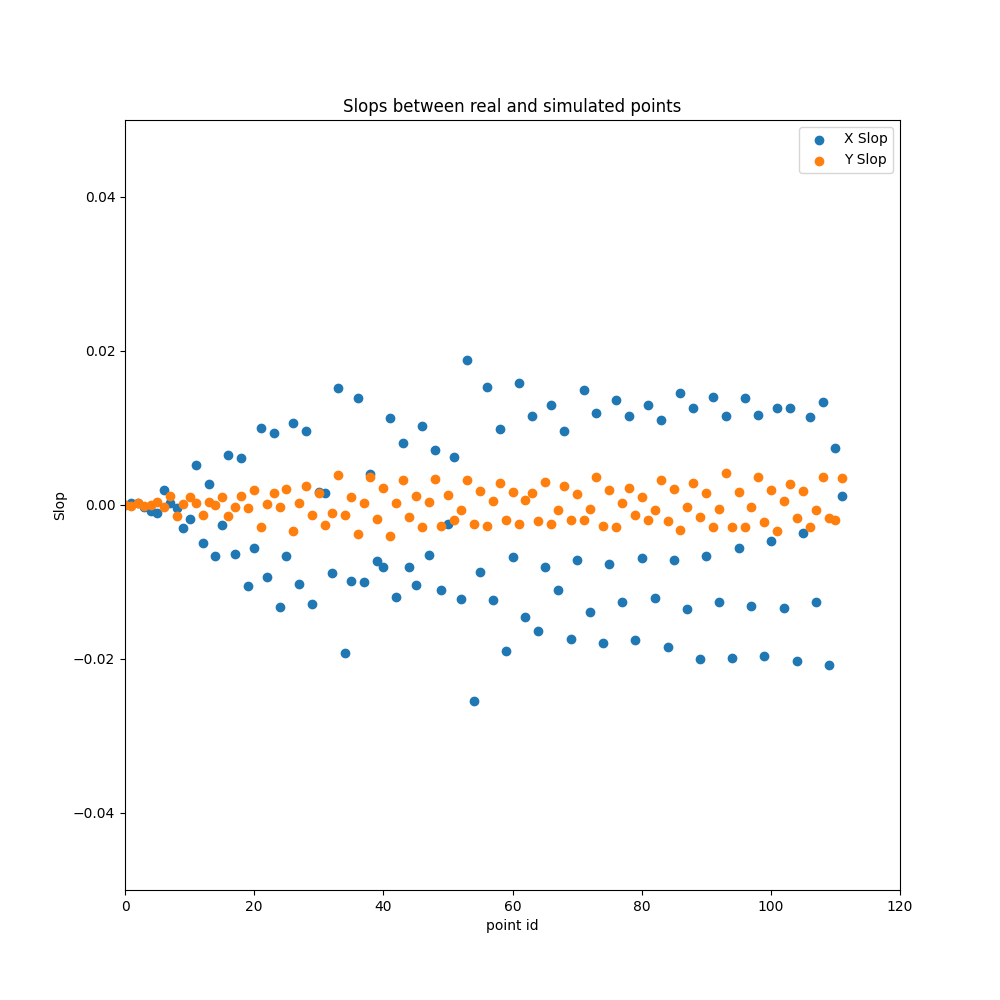 Slops between real and simulated points
X Slop
Y Slop
0.04
0.02
0.00
−0.02
−0.04
Slop
0 20 40 60 80 100 120
point id